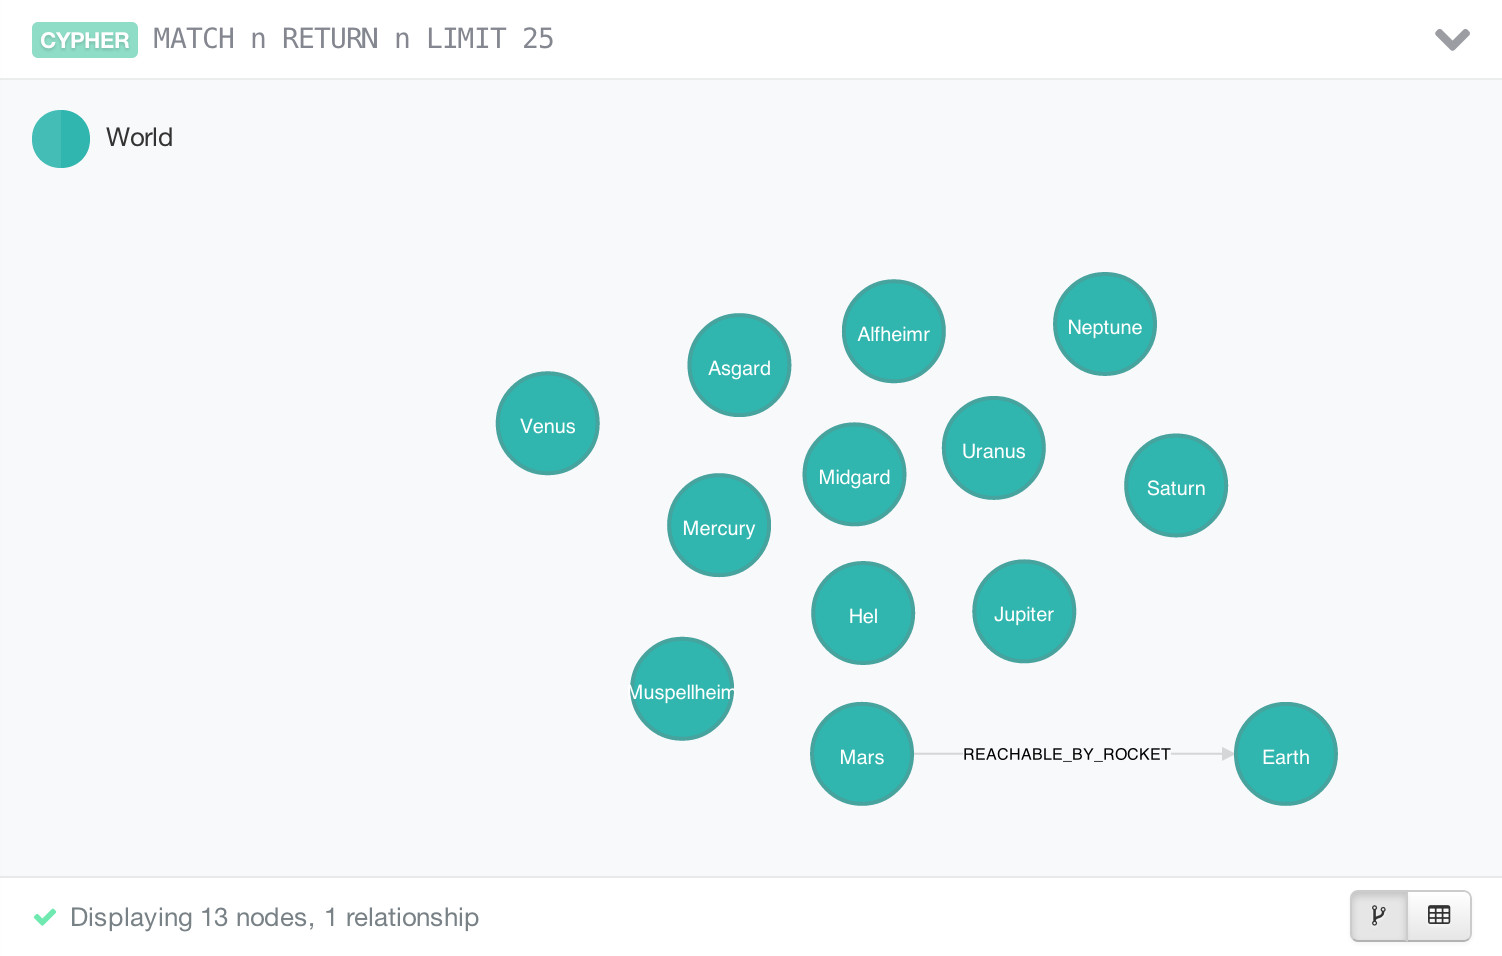 CYPHER MATCH n RETURN n LIMIT 25
World
Neptune
Alfheimr
Asgard
Venus
Uranus
Midgard
Saturn
Mercury
Hel
Jupiter
Muspellheim
Mars REACHABLE_BY_ROCKET Earth
Displaying 13 nodes, 1 relationship